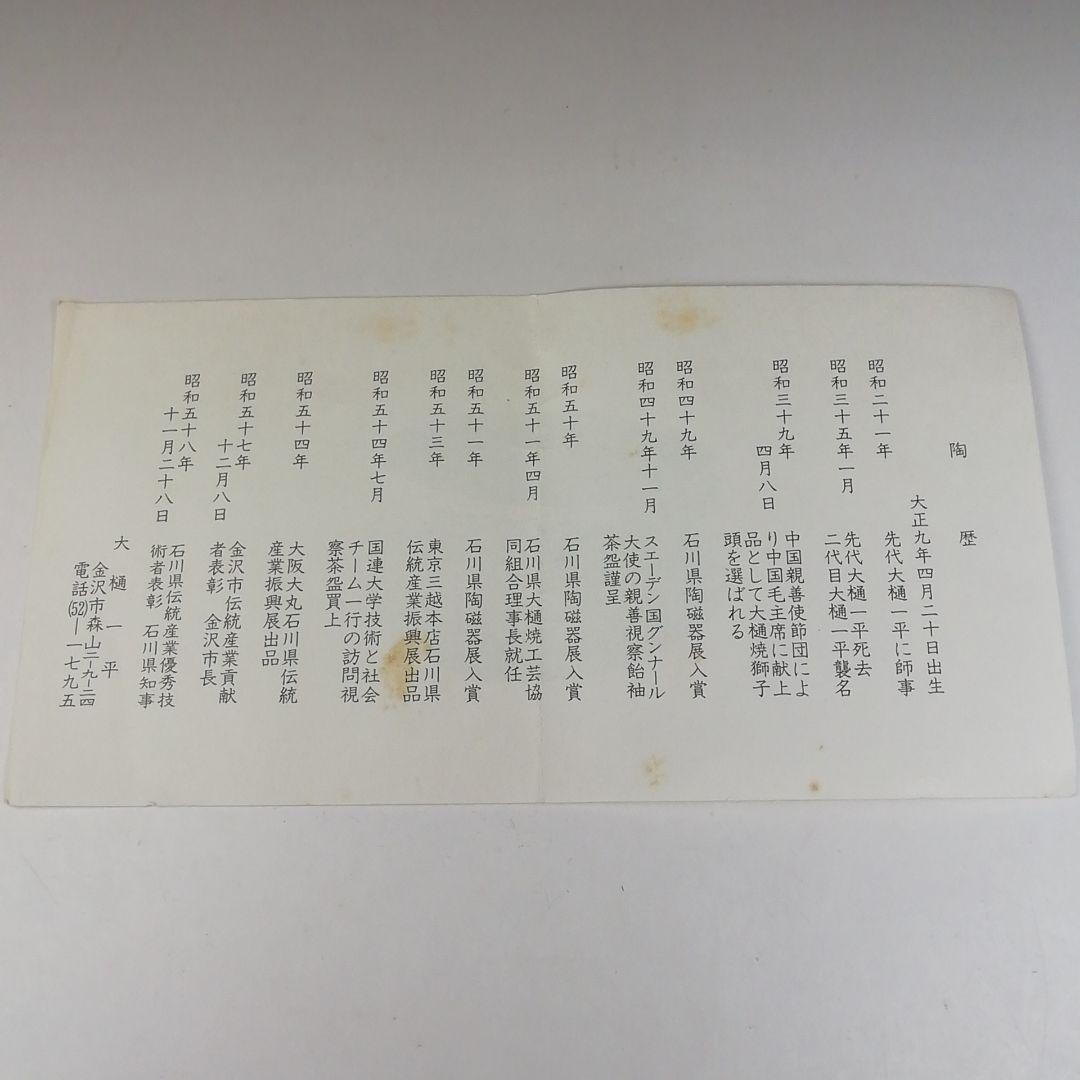 陶歴
大正九年四月二十日出生
昭和二十一年
先代大樋一平に師事
昭和三十五年一月
先代大樋一平死去
二代目大樋一平襲名
昭和三十九年
四月八日
中国親善使節団によ
り中国毛主席に献上
品として大樋焼獅子
頭を選ばれる
昭和四十九年
石川県陶磁器展入賞
昭和四十九年十一月
スエーデン国グンナール
大使の親善視察飴袖
茶盌謹呈
昭和五十年
石川県陶磁器展入賞
昭和五十一年四月
石川県大樋焼工芸協
同組合理事長就任
昭和五十一年
石川県陶磁器展入賞
昭和五十三年
東京三越本店石川県
伝統産業振興展出品
昭和五十四年七月
国連大学技術と社会
チーム一行の訪問視
察茶盌買上
昭和五十四年
大阪大丸石川県伝統
産業振興展出品
昭和五十七年
十二月八日
金沢市伝統産業貢献
者表彰 金沢市長
昭和五十八年
十一月二十八日
石川県伝統産業優秀技
術者表彰 石川県知事
大樋一平
金沢市森山二ー九ー二四
電話(52)ー一七九五